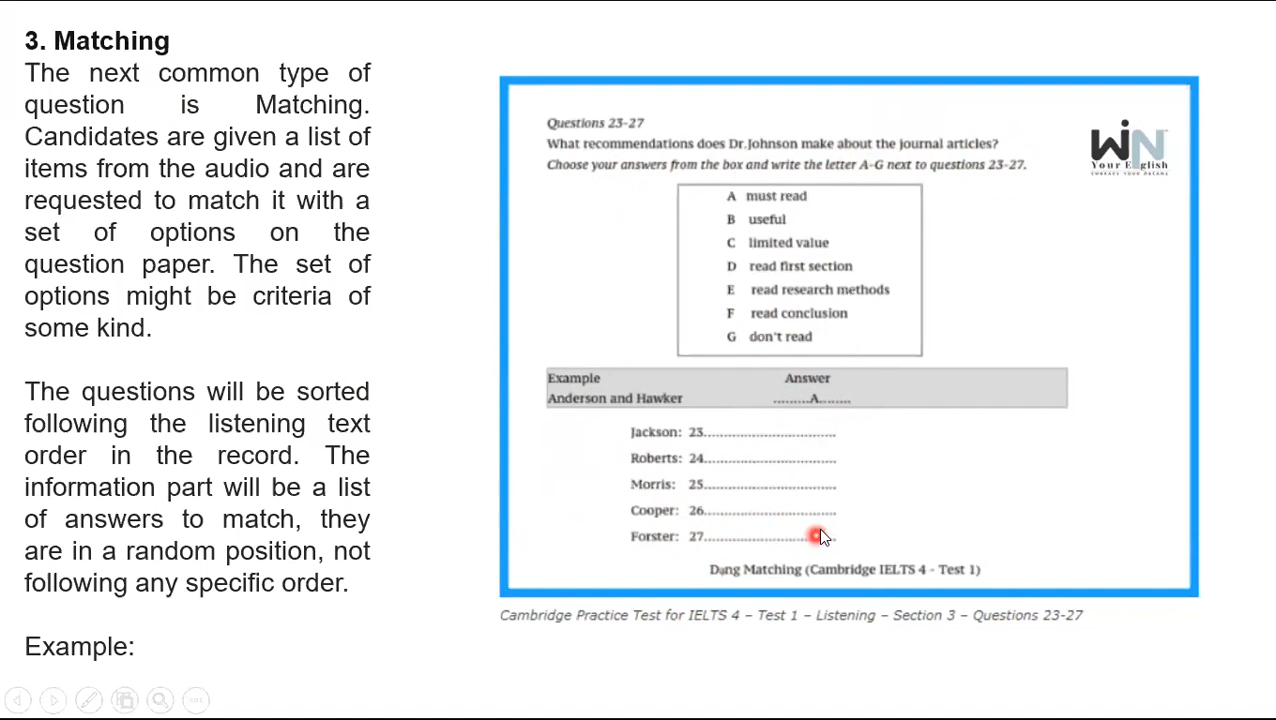 3. Matching
The next common type of
question is Matching.
Candidates are given a list of
items from the audio and are
requested to match it with a
set of options on the
question paper. The set of
options might be criteria of
some kind.
The questions will be sorted
following the listening text
order in the record. The
information part will be a list
of answers to match, they
are in a random position, not
following any specific order.
Example:
Questions 23-27
What recommendations does Dr.Johnson make about the journal articles?
Choose your answers from the box and write the letter A-G next to questions 23-27.
WiN
Your English
A must read
B useful
C limited value
D read first section
E read research methods
F read conclusion
G don't read
Example Answer
Anderson and Hawker .........A........
Jackson: 23.................................
Roberts: 24.................................
Morris: 25.................................
Cooper: 26.................................
Forster: 27.................................
Dạng Matching (Cambridge IELTS 4 - Test 1)
Cambridge Practice Test for IELTS 4 – Test 1 – Listening – Section 3 – Questions 23-27